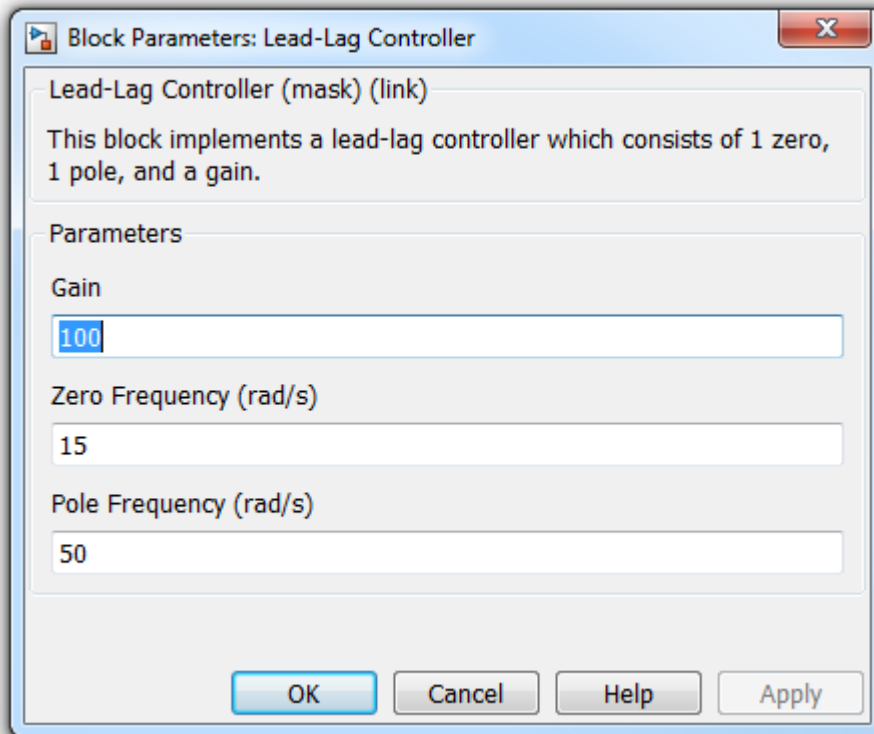 Block Parameters: Lead-Lag Controller
Lead-Lag Controller (mask) (link)
This block implements a lead-lag controller which consists of 1 zero,
1 pole, and a gain.
Parameters
Gain
100
Zero Frequency (rad/s)
15
Pole Frequency (rad/s)
50
OK
Cancel
Help
Apply